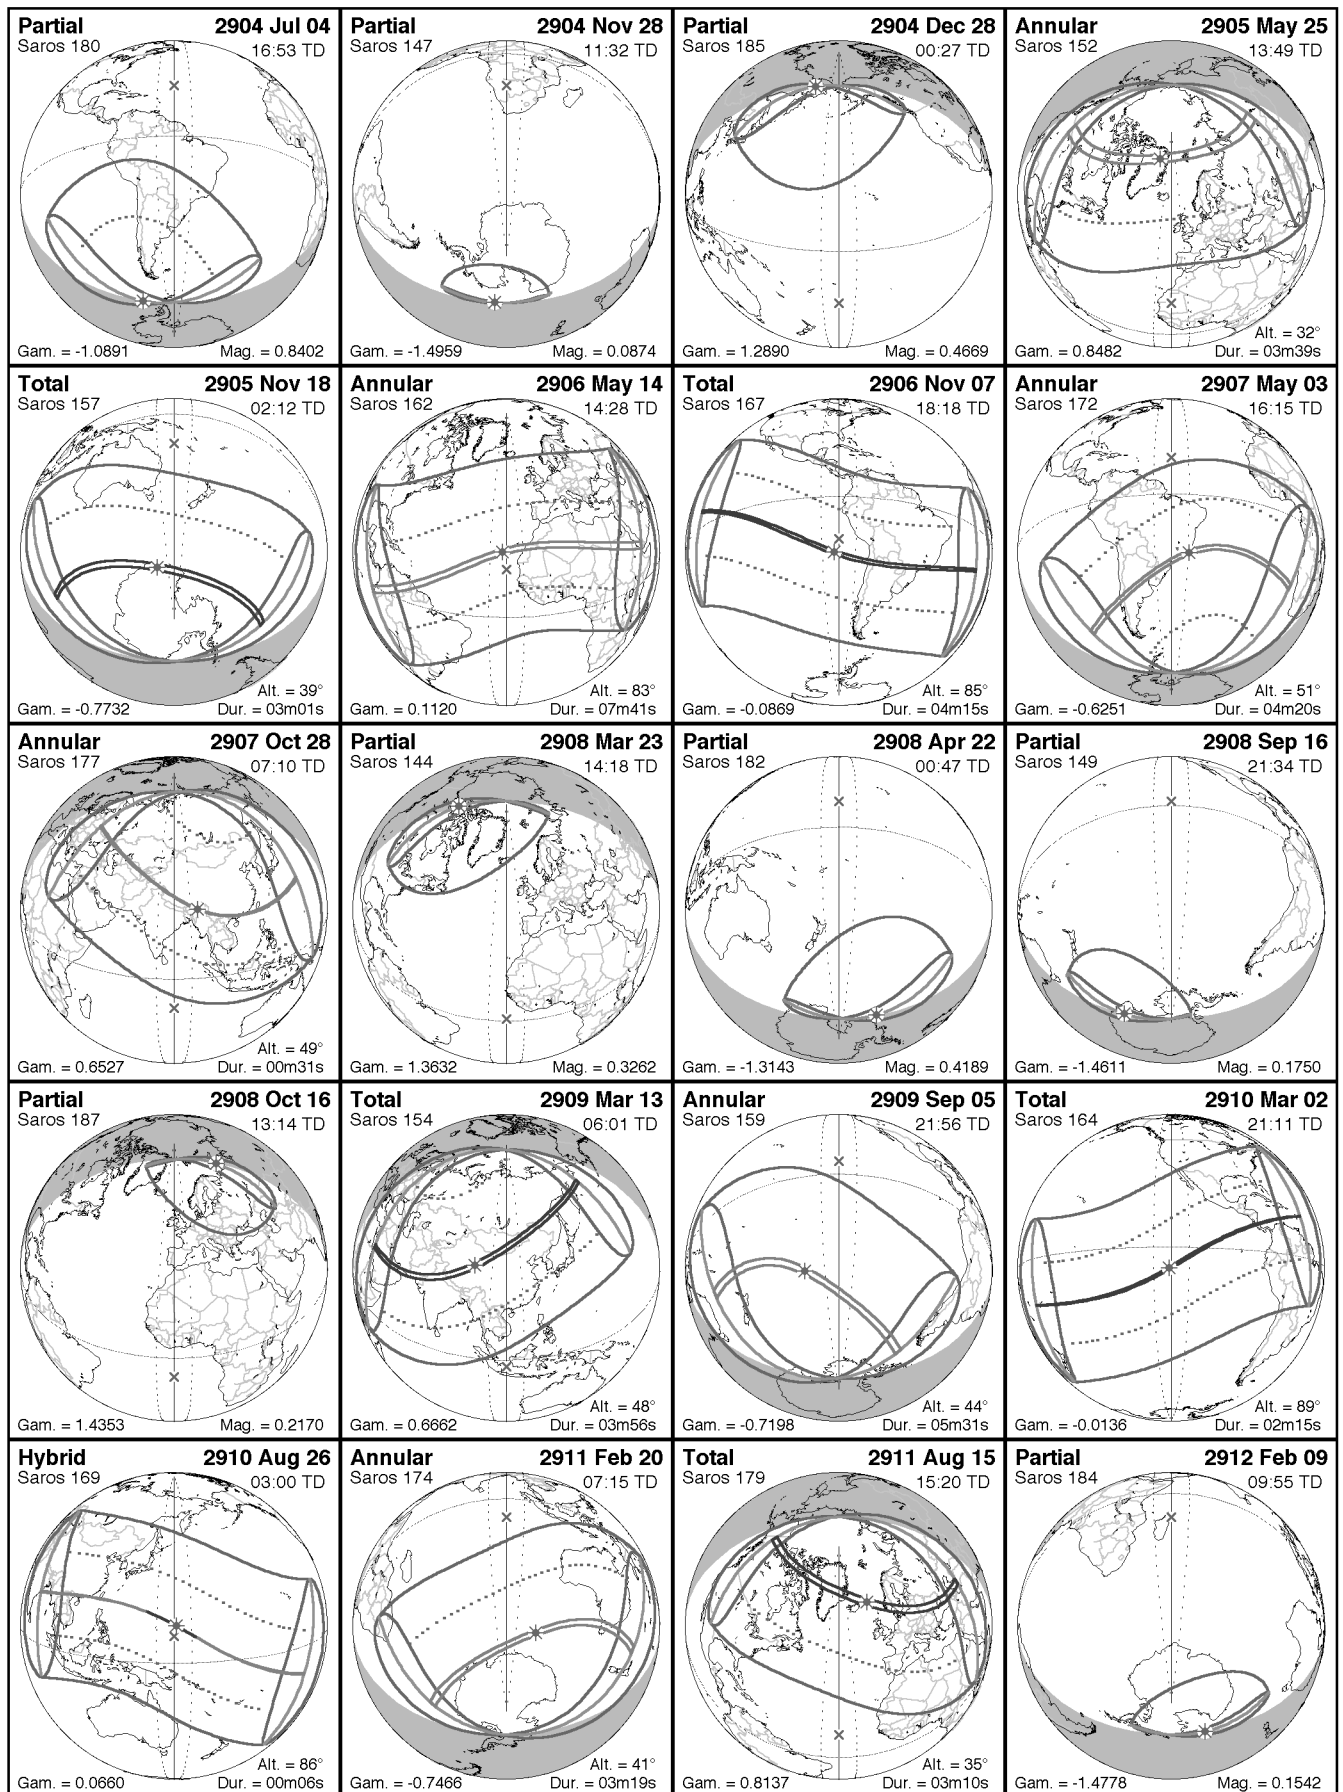 Partial 2904 Jul 04
Saros 180 16:53 TD
Gam. = -1.0891 Mag. = 0.8402
Partial 2904 Nov 28
Saros 147 11:32 TD
Gam. = -1.4959 Mag. = 0.0874
Partial 2904 Dec 28
Saros 185 00:27 TD
Gam. = 1.2890 Mag. = 0.4669
Annular 2905 May 25
Saros 152 13:49 TD
Alt. = 32°
Gam. = 0.8482 Dur. = 03m39s
Total 2905 Nov 18
Saros 157 02:12 TD
Alt. = 39°
Gam. = -0.7732 Dur. = 03m01s
Annular 2906 May 14
Saros 162 14:28 TD
Alt. = 83°
Gam. = 0.1120 Dur. = 07m41s
Total 2906 Nov 07
Saros 167 18:18 TD
Alt. = 85°
Gam. = -0.0869 Dur. = 04m15s
Annular 2907 May 03
Saros 172 16:15 TD
Alt. = 51°
Gam. = -0.6251 Dur. = 04m20s
Annular 2907 Oct 28
Saros 177 07:10 TD
Alt. = 49°
Gam. = 0.6527 Dur. = 00m31s
Partial 2908 Mar 23
Saros 144 14:18 TD
Gam. = 1.3632 Mag. = 0.3262
Partial 2908 Apr 22
Saros 182 00:47 TD
Gam. = -1.3143 Mag. = 0.4189
Partial 2908 Sep 16
Saros 149 21:34 TD
Gam. = -1.4611 Mag. = 0.1750
Partial 2908 Oct 16
Saros 187 13:14 TD
Gam. = 1.4353 Mag. = 0.2170
Total 2909 Mar 13
Saros 154 06:01 TD
Alt. = 48°
Gam. = 0.6662 Dur. = 03m56s
Annular 2909 Sep 05
Saros 159 21:56 TD
Alt. = 44°
Gam. = -0.7198 Dur. = 05m31s
Total 2910 Mar 02
Saros 164 21:11 TD
Alt. = 89°
Gam. = -0.0136 Dur. = 02m15s
Hybrid 2910 Aug 26
Saros 169 03:00 TD
Alt. = 86°
Gam. = 0.0660 Dur. = 00m06s
Annular 2911 Feb 20
Saros 174 07:15 TD
Alt. = 41°
Gam. = -0.7466 Dur. = 03m19s
Total 2911 Aug 15
Saros 179 15:20 TD
Alt. = 35°
Gam. = 0.8137 Dur. = 03m10s
Partial 2912 Feb 09
Saros 184 09:55 TD
Gam. = -1.4778 Mag. = 0.1542